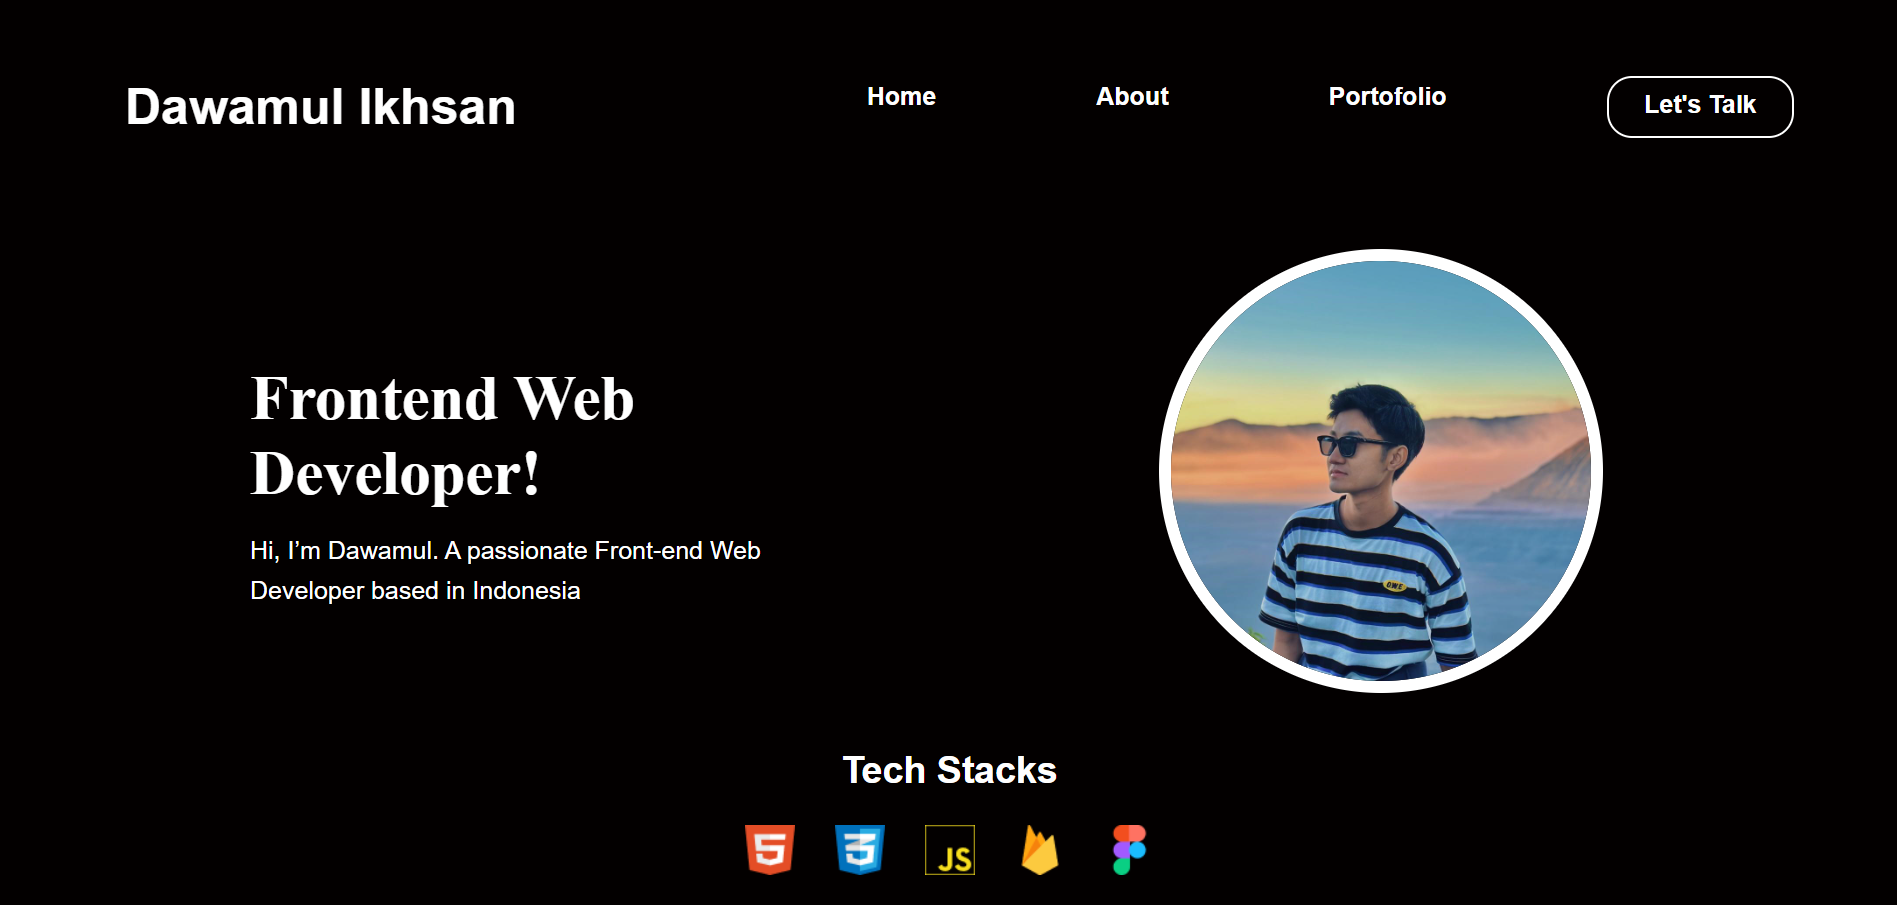 Dawamul Ikhsan
Home
About
Portofolio
Let's Talk
Frontend Web
Developer!
Hi, I’m Dawamul. A passionate Front-end Web
Developer based in Indonesia
OWE
Tech Stacks
5
3
JS